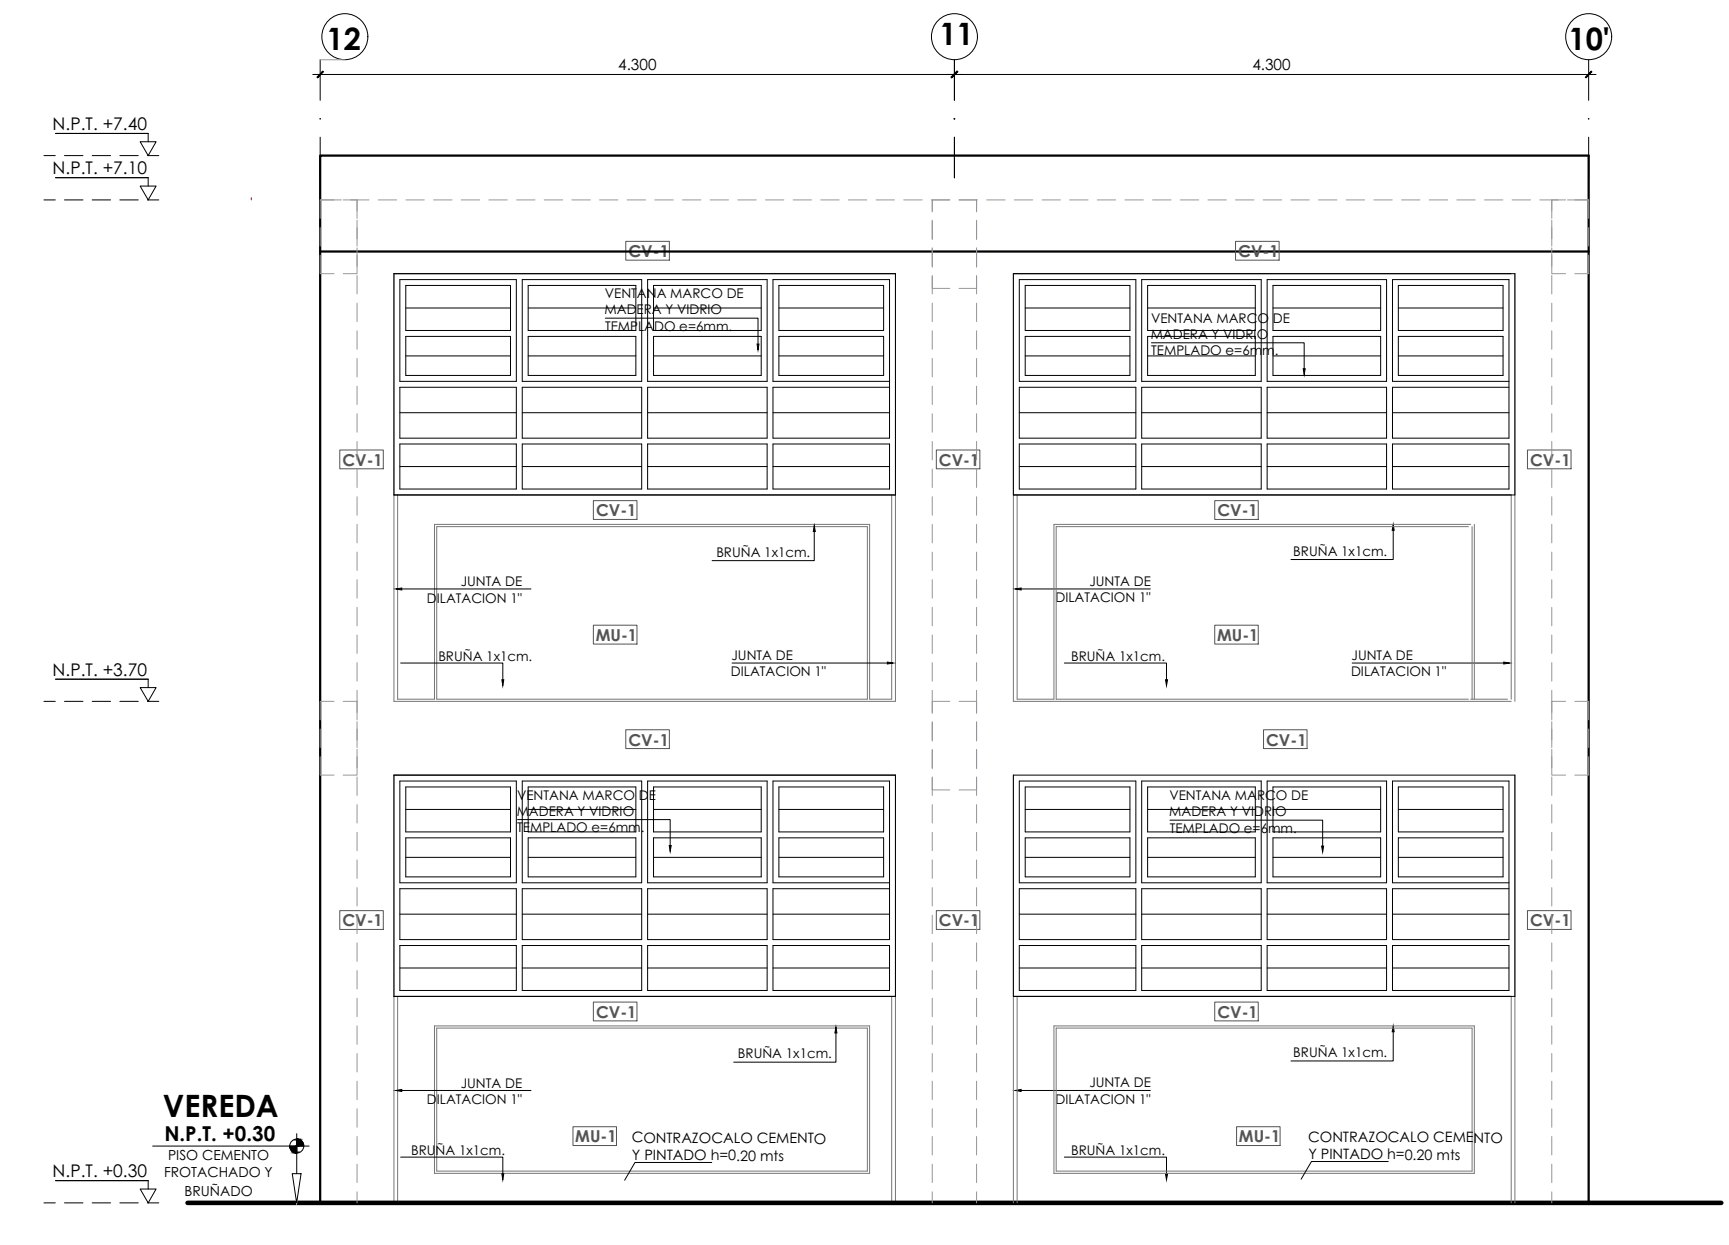 12
11
10'
4.300
4.300
N.P.T. +7.40
N.P.T. +7.10
CV-1
CV-1
VENTANA MARCO DE
MADERA Y VIDRIO
TEMPLADO e=6mm.
VENTANA MARCO DE
MADERA Y VIDRIO
TEMPLADO e=6mm.
CV-1
CV-1
CV-1
CV-1
CV-1
BRUÑA 1x1cm.
BRUÑA 1x1cm.
JUNTA DE
DILATACION 1"
JUNTA DE
DILATACION 1"
MU-1
MU-1
BRUÑA 1x1cm.
JUNTA DE
DILATACION 1"
BRUÑA 1x1cm.
JUNTA DE
DILATACION 1"
N.P.T. +3.70
CV-1
CV-1
VENTANA MARCO DE
MADERA Y VIDRIO
TEMPLADO e=6mm.
VENTANA MARCO DE
MADERA Y VIDRIO
TEMPLADO e=6mm.
CV-1
CV-1
CV-1
CV-1
CV-1
BRUÑA 1x1cm.
BRUÑA 1x1cm.
JUNTA DE
DILATACION 1"
JUNTA DE
DILATACION 1"
VEREDA
N.P.T. +0.30
PISO CEMENTO
FROTACHADO Y
BRUÑADO
N.P.T. +0.30
MU-1
CONTRAZOCALO CEMENTO
Y PINTADO h=0.20 mts
BRUÑA 1x1cm.
MU-1
CONTRAZOCALO CEMENTO
Y PINTADO h=0.20 mts
BRUÑA 1x1cm.